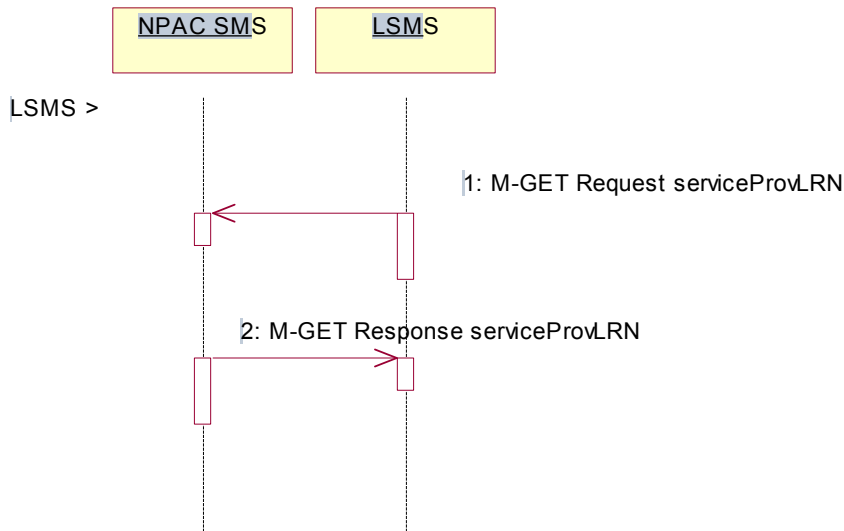 NPAC SMS
LSMS
LSMS >
1: M-GET Request serviceProvLRN
2: M-GET Response serviceProvLRN